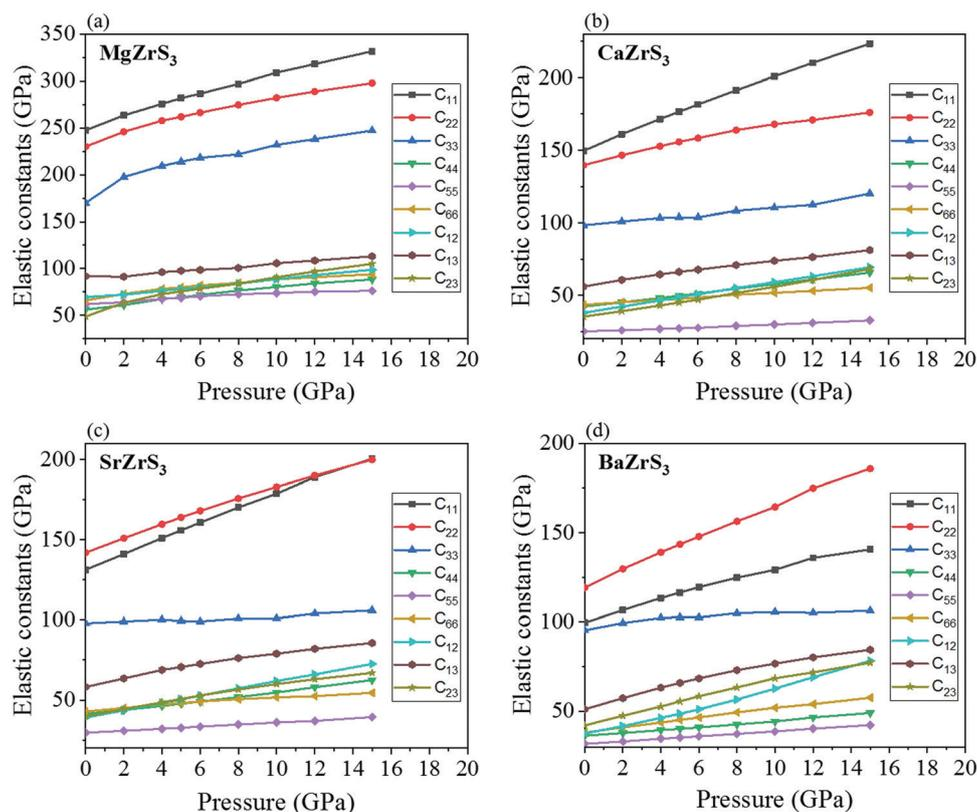 (a)
MgZrS3
350
300
250
200
150
100
50
Elastic constants (GPa)
C11
C22
C33
C44
C55
C66
C12
C13
C23
0 2 4 6 8 10 12 14 16 18 20
Pressure (GPa)
(b)
CaZrS3
200
150
100
50
Elastic constants (GPa)
C11
C22
C33
C44
C55
C66
C12
C13
C23
0 2 4 6 8 10 12 14 16 18 20
Pressure (GPa)
(c)
SrZrS3
200
150
100
50
Elastic constants (GPa)
C11
C22
C33
C44
C55
C66
C12
C13
C23
0 2 4 6 8 10 12 14 16 18 20
Pressure (GPa)
(d)
BaZrS3
200
150
100
50
Elastic constants (GPa)
C11
C22
C33
C44
C55
C66
C12
C13
C23
0 2 4 6 8 10 12 14 16 18 20
Pressure (GPa)